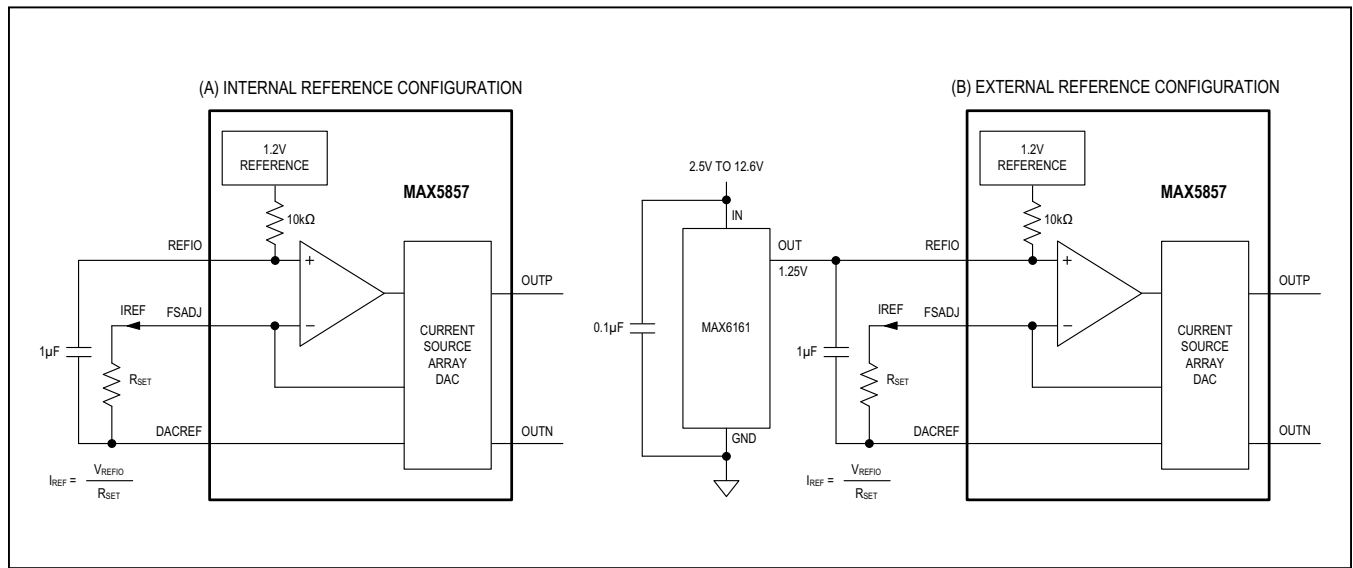 (A) INTERNAL REFERENCE CONFIGURATION
1.2V
REFERENCE
MAX5857
10kΩ
REFIO
+
OUTP
IREF
FSADJ
−
1µF
RSET
CURRENT
SOURCE
ARRAY
DAC
DACREF
OUTN
IREF = VREFIO
RSET
2.5V TO 12.6V
IN
OUT
1.25V
0.1µF
MAX6161
GND
(B) EXTERNAL REFERENCE CONFIGURATION
1.2V
REFERENCE
MAX5857
10kΩ
REFIO
+
OUTP
IREF
FSADJ
−
1µF
RSET
CURRENT
SOURCE
ARRAY
DAC
DACREF
OUTN
IREF = VREFIO
RSET